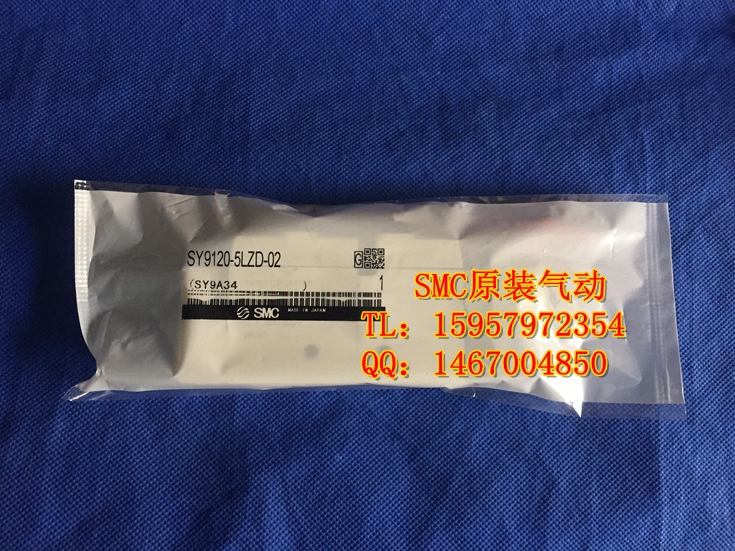 SY9120-5LZD-02
G
(SY9A34 )
1
SMC MADE IN JAPAN
SMC原装气动
TL：15957972354
QQ：1467004850